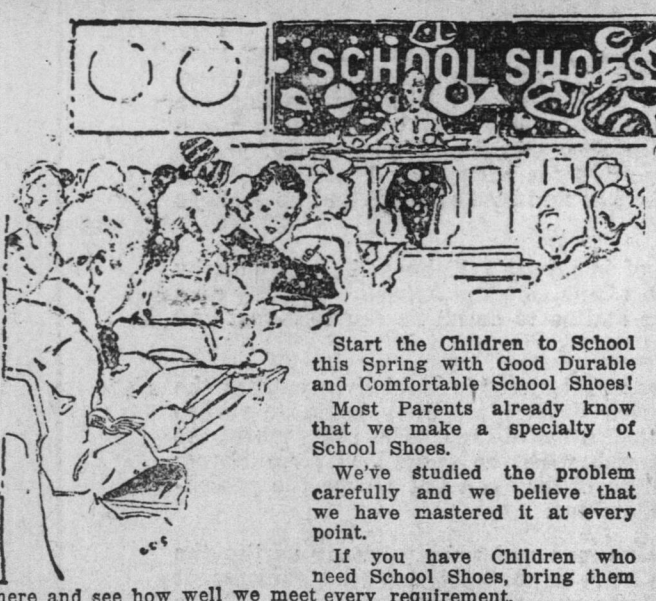 SCHOOL SHOES
Start the Children to School
this Spring with Good Durable
and Comfortable School Shoes!
Most Parents already know
that we make a specialty of
School Shoes.
We've studied the problem
carefully and we believe that
we have mastered it at every
point.
If you have Children who
need School Shoes, bring them
here and see how well we meet every requirement.